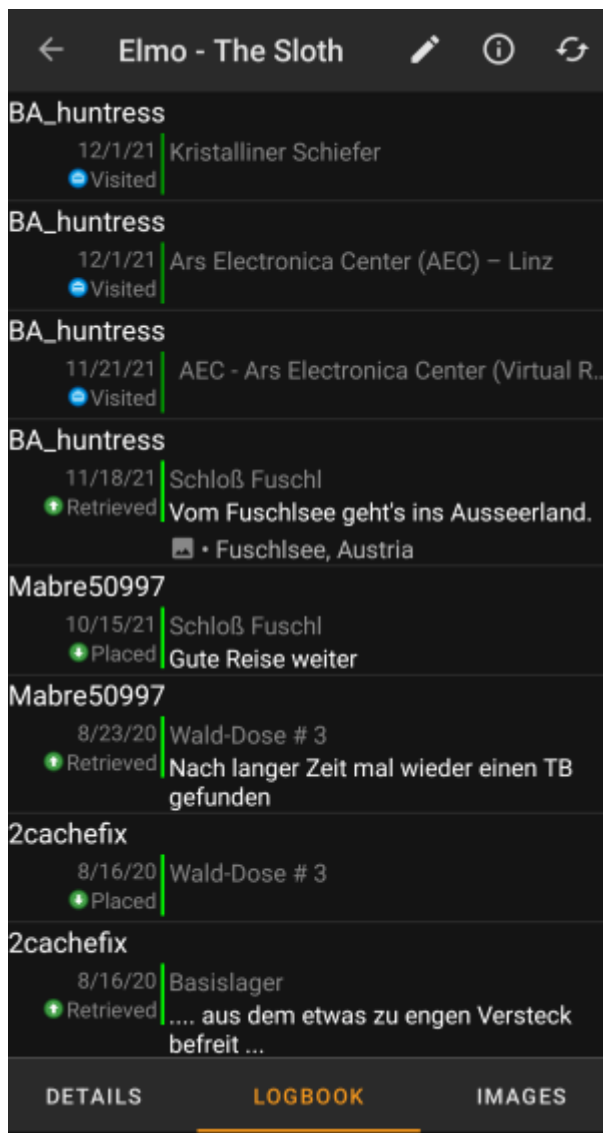 Elmo - The Sloth
BA_huntress
12/1/21 Kristalliner Schiefer
Visited
BA_huntress
12/1/21 Ars Electronica Center (AEC) – Linz
Visited
BA_huntress
11/21/21 AEC - Ars Electronica Center (Virtual R..
Visited
BA_huntress
11/18/21 Schloß Fuschl
Retrieved Vom Fuschlsee geht's ins Ausseerland.
• Fuschlsee, Austria
Mabre50997
10/15/21 Schloß Fuschl
Placed Gute Reise weiter
Mabre50997
8/23/20 Wald-Dose # 3
Retrieved Nach langer Zeit mal wieder einen TB
gefunden
2cachefix
8/16/20 Wald-Dose # 3
Placed
2cachefix
8/16/20 Basislager
Retrieved .... aus dem etwas zu engen Versteck
befreit ...
DETAILS LOGBOOK IMAGES